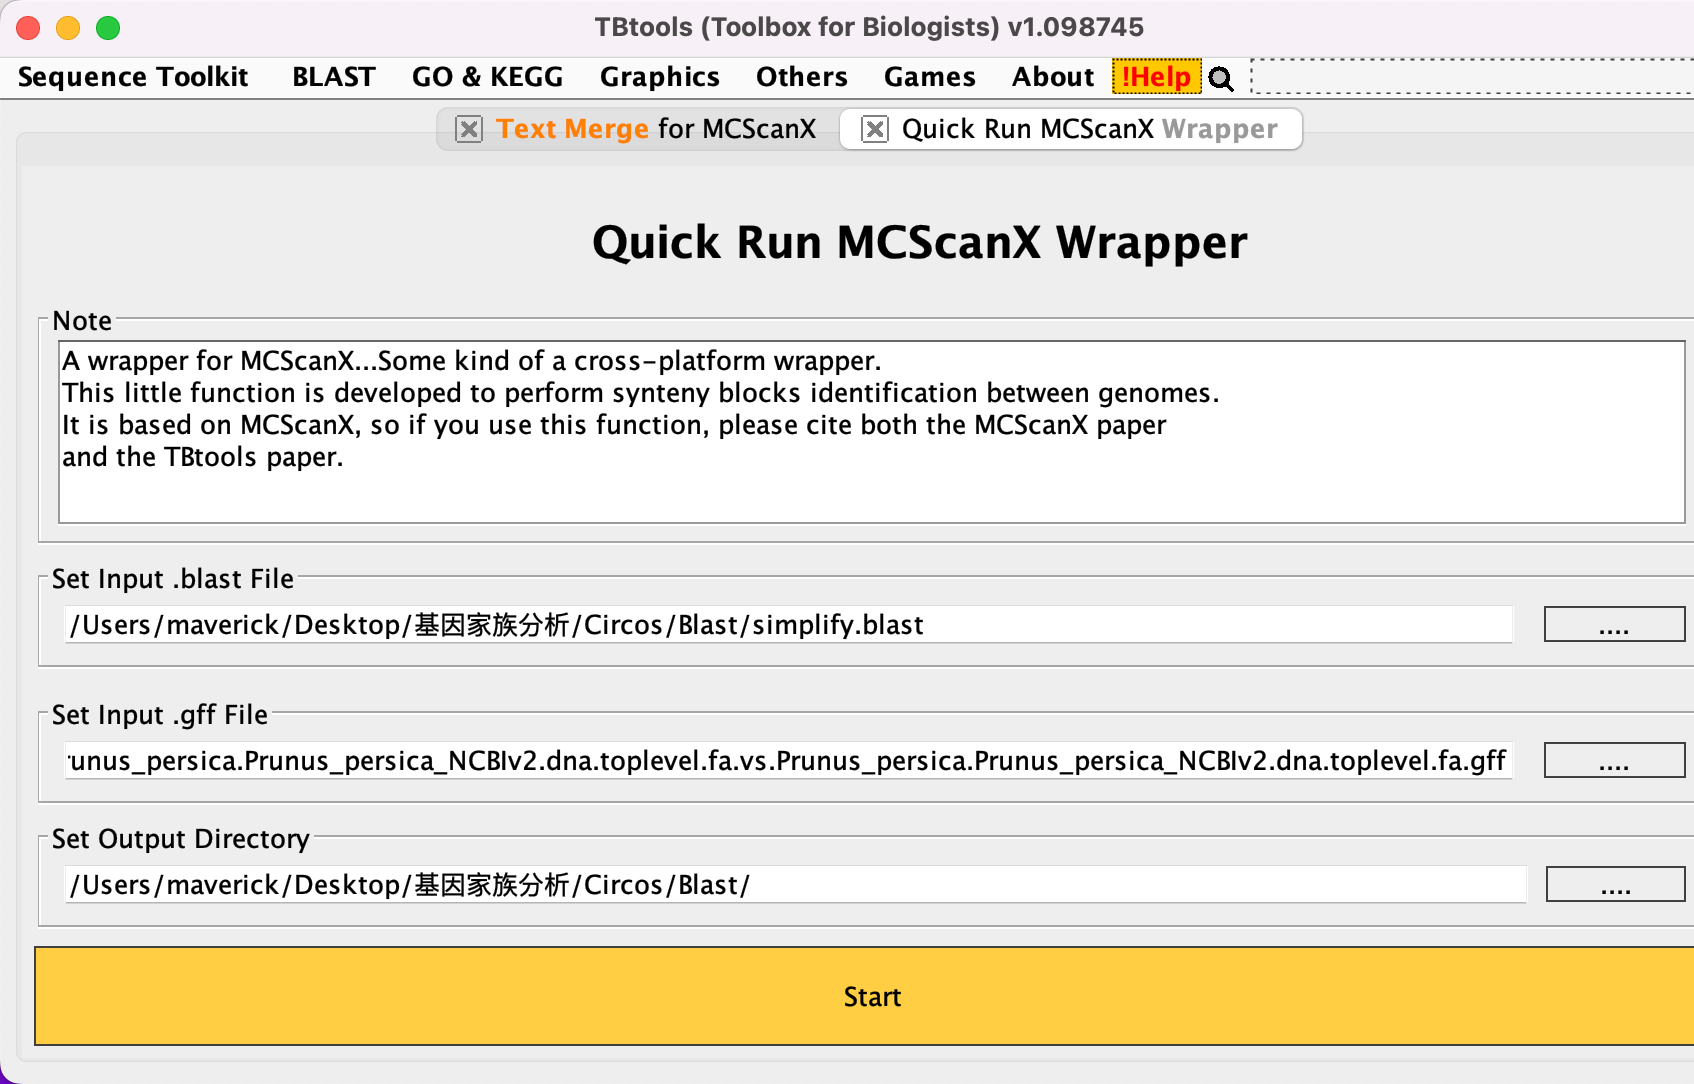 TBtools (Toolbox for Biologists) v1.098745
Sequence Toolkit BLAST GO & KEGG Graphics Others Games About !Help
Text Merge for MCScanX Quick Run MCScanX Wrapper
Quick Run MCScanX Wrapper
Note
A wrapper for MCScanX...Some kind of a cross-platform wrapper.
This little function is developed to perform synteny blocks identification between genomes.
It is based on MCScanX, so if you use this function, please cite both the MCScanX paper
and the TBtools paper.
Set Input .blast File
/Users/maverick/Desktop/基因家族分析/Circos/Blast/simplify.blast
....
Set Input .gff File
runus_persica.Prunus_persica_NCBIv2.dna.toplevel.fa.vs.Prunus_persica.Prunus_persica_NCBIv2.dna.toplevel.fa.gff
....
Set Output Directory
/Users/maverick/Desktop/基因家族分析/Circos/Blast/
....
Start